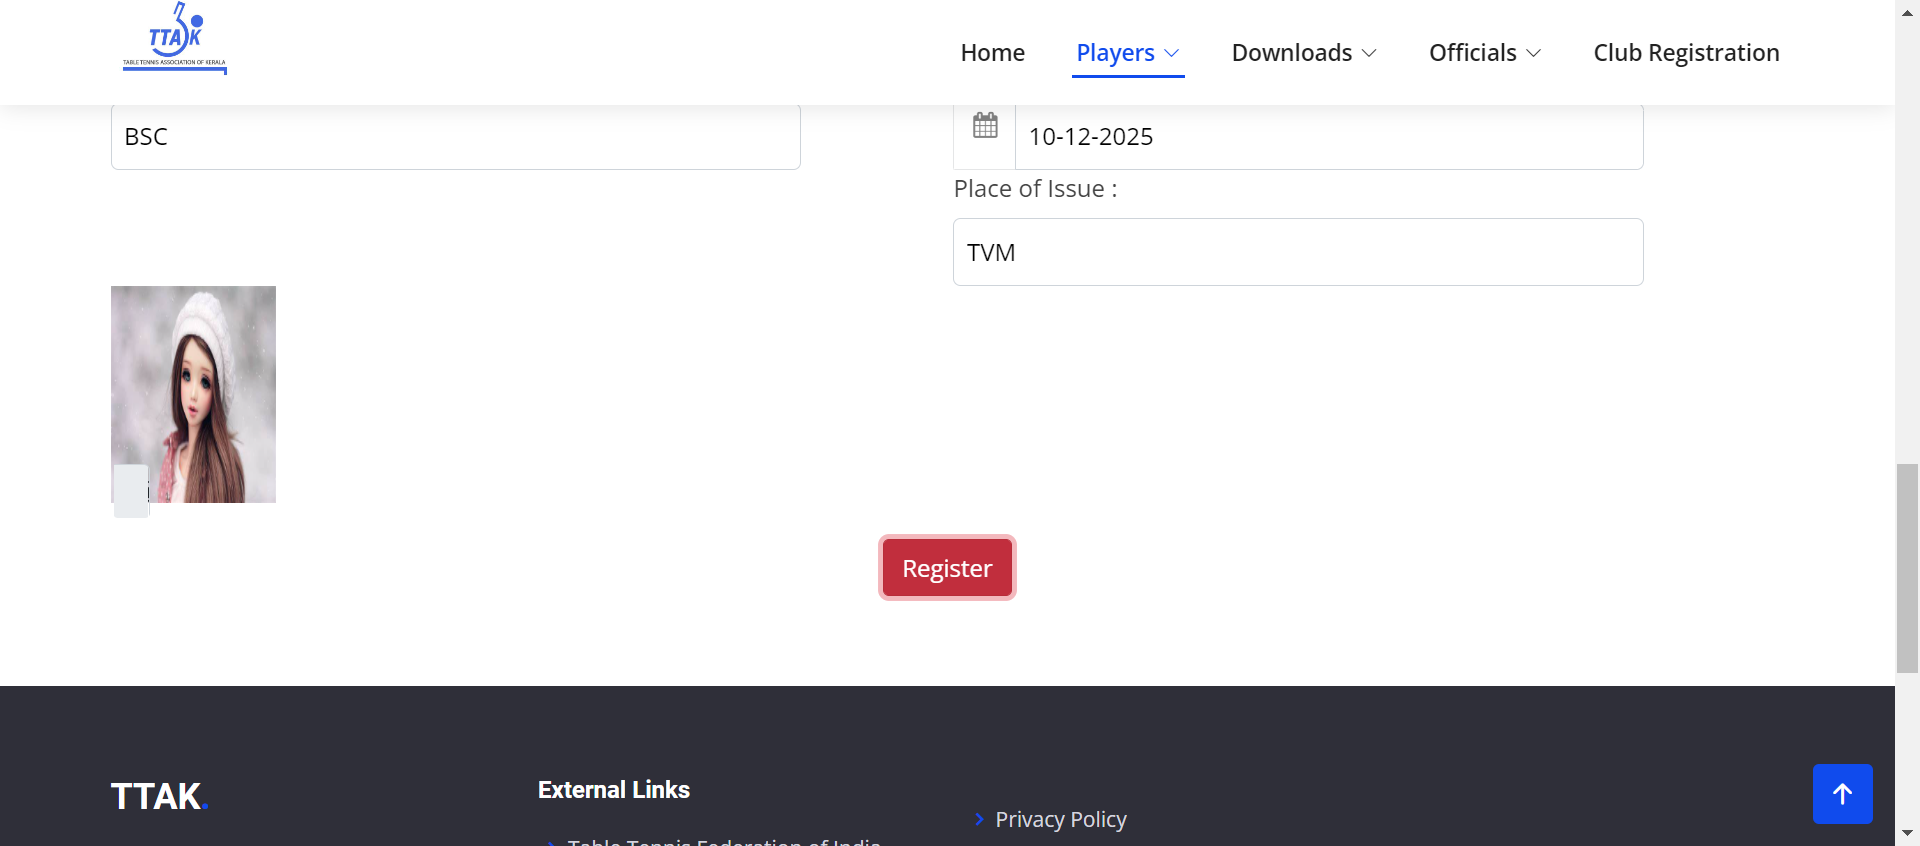 TTAK
TABLE TENNIS ASSOCIATION OF KERALA
Home
Players
Downloads
Officials
Club Registration
BSC
10-12-2025
Place of Issue :
TVM
Register
TTAK.
External Links
Table Tennis Federation of India
Privacy Policy